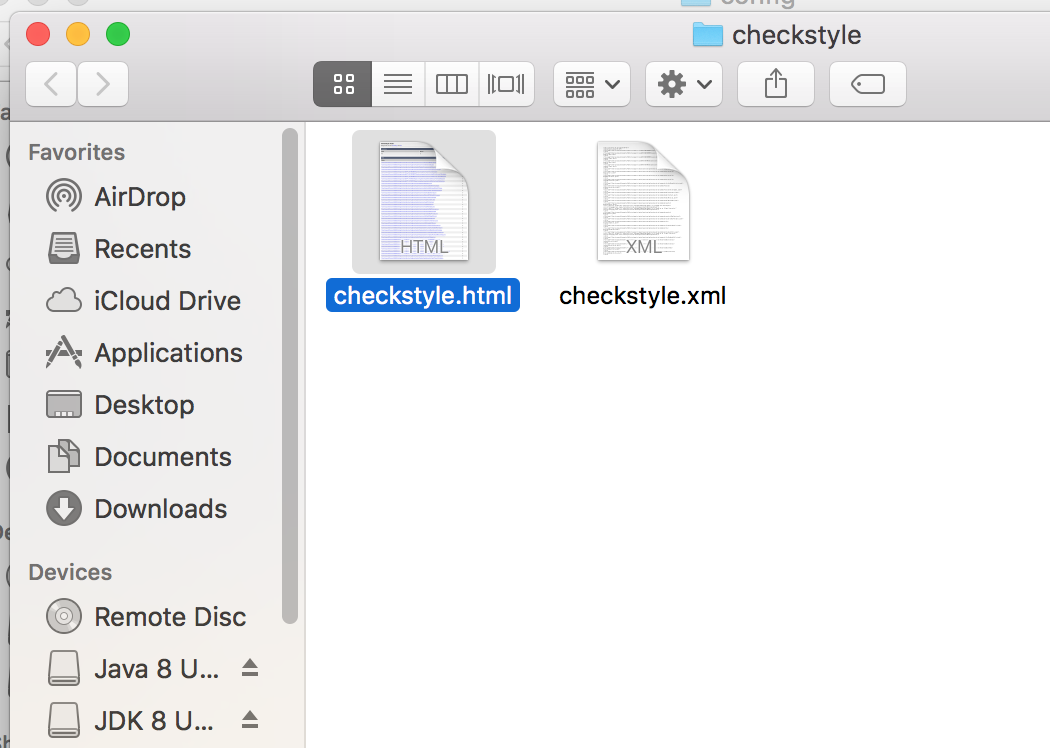 checkstyle
Favorites
AirDrop
Recents
iCloud Drive
Applications
Desktop
Documents
Downloads
Devices
Remote Disc
Java 8 U...
JDK 8 U...
HTML
checkstyle.html
XML
checkstyle.xml